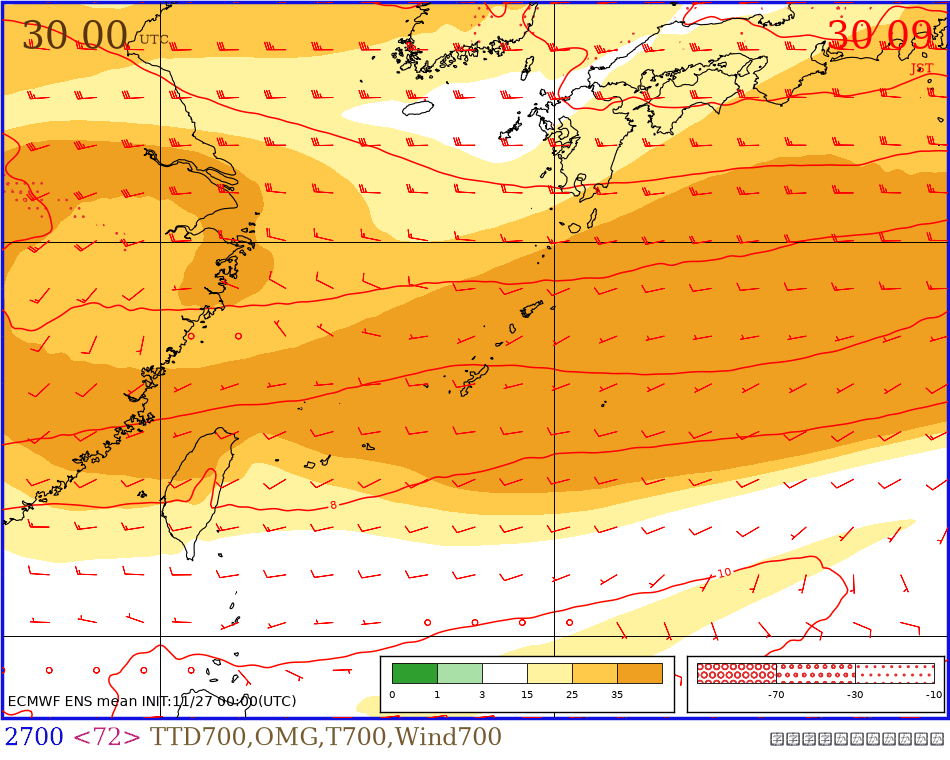 30 00 UTC
30 09 JST
8
10
0 1 3 15 25 35
-70 -30 -10
ECMWF ENS mean INIT:11/27 00:00(UTC)
2700 <72> TTD700,OMG,T700,Wind700